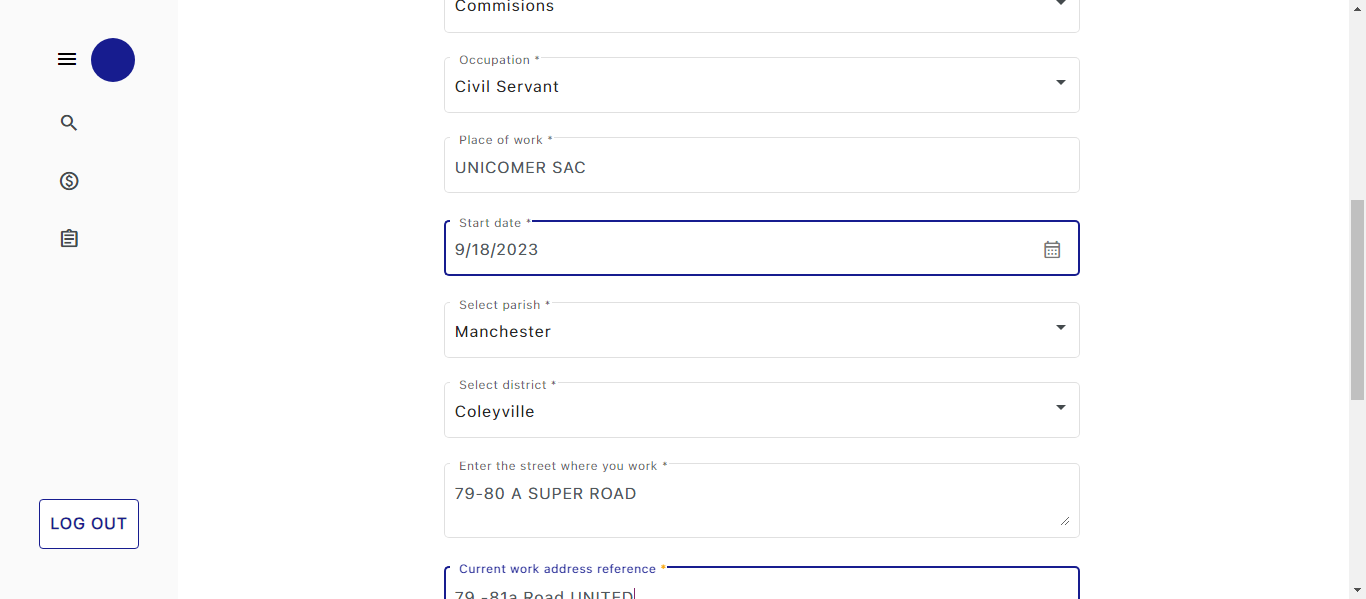 Commisions
Occupation *
Civil Servant
Place of work *
UNICOMER SAC
Start date *
9/18/2023
Select parish *
Manchester
Select district *
Coleyville
Enter the street where you work *
79-80 A SUPER ROAD
LOG OUT
Current work address reference *
79 -81a Road UNITED